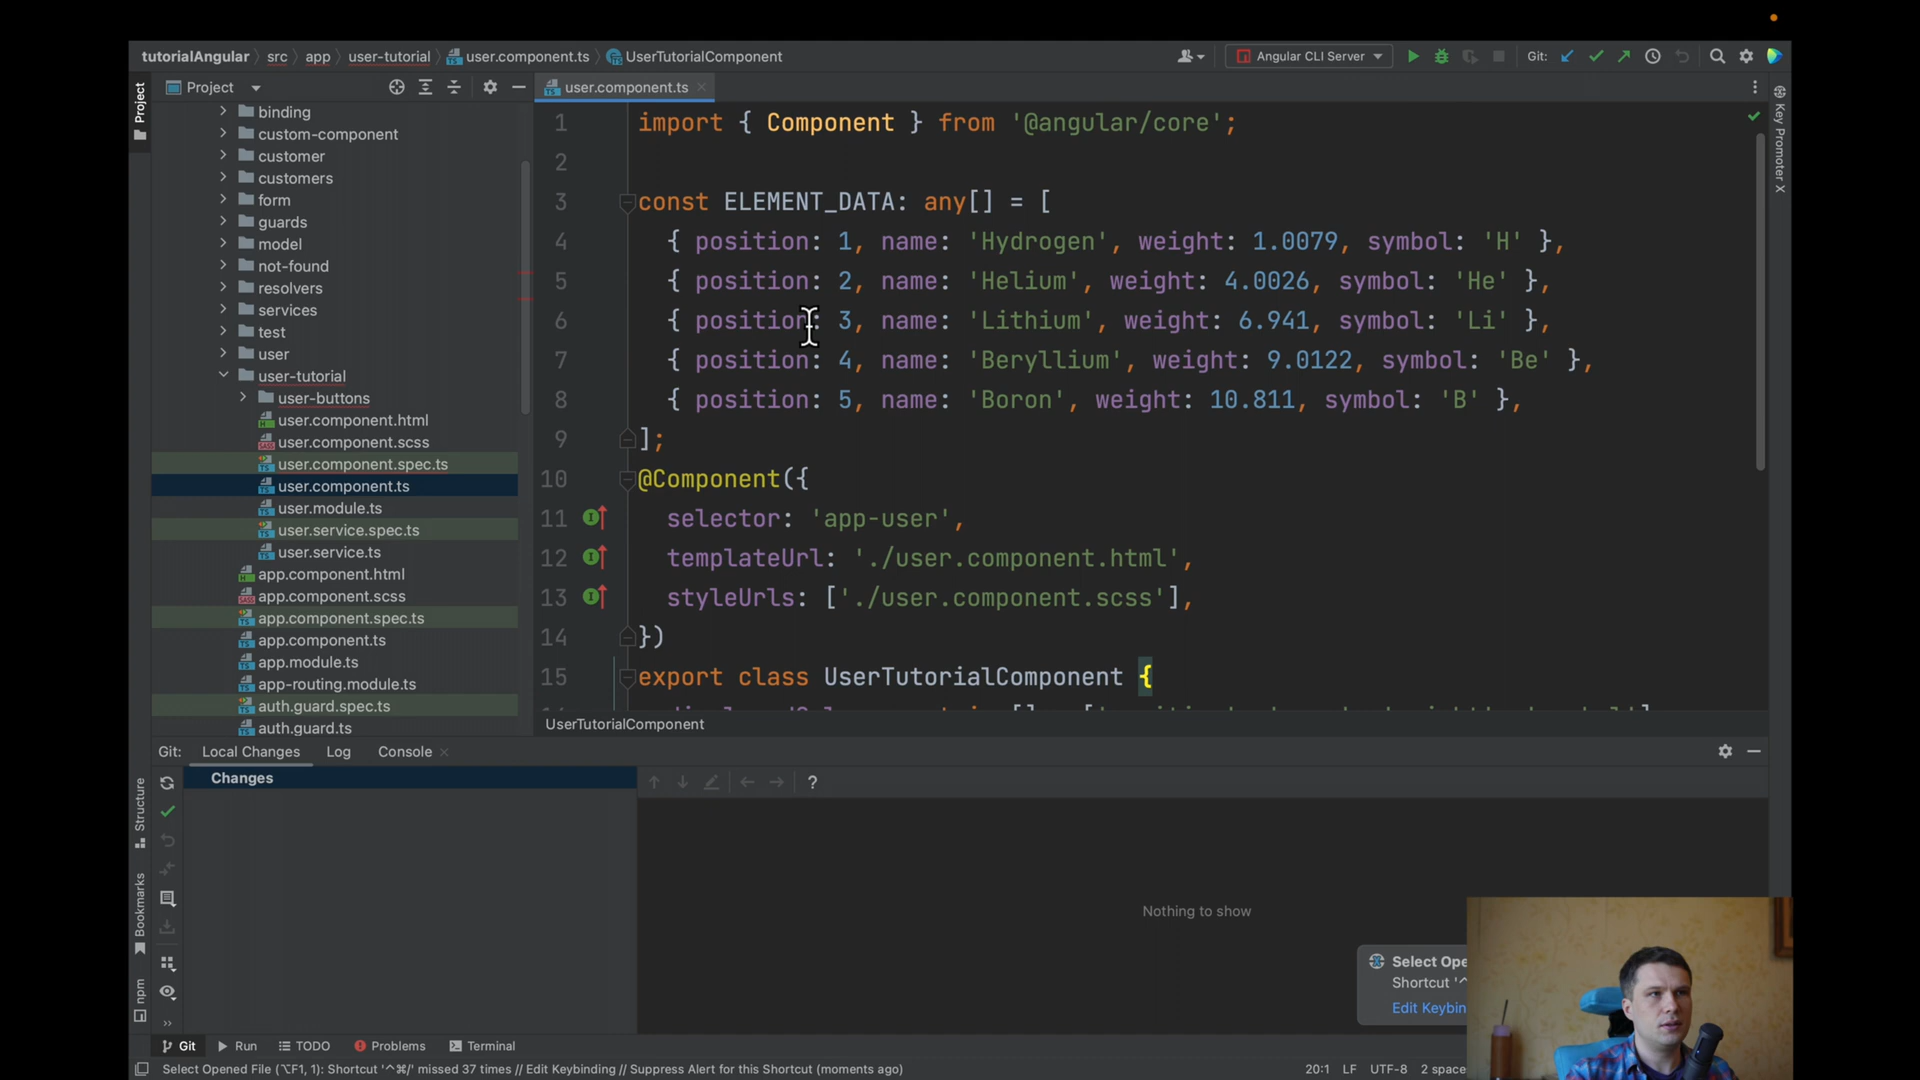 tutorialAngular src app user-tutorial user.component.ts UserTutorialComponent
Angular CLI Server
Git:
Project
Project
user.component.ts
Key Promoter X
binding
custom-component
customer
customers
form
guards
model
not-found
resolvers
services
test
user
user-tutorial
user-buttons
user.component.html
user.component.scss
user.component.spec.ts
user.component.ts
user.module.ts
user.service.spec.ts
user.service.ts
app.component.html
app.component.scss
app.component.spec.ts
app.component.ts
app.module.ts
app-routing.module.ts
auth.guard.spec.ts
auth.guard.ts
1 import { Component } from '@angular/core';
2
3 const ELEMENT_DATA: any[] = [
4 { position: 1, name: 'Hydrogen', weight: 1.0079, symbol: 'H' },
5 { position: 2, name: 'Helium', weight: 4.0026, symbol: 'He' },
6 { position: 3, name: 'Lithium', weight: 6.941, symbol: 'Li' },
7 { position: 4, name: 'Beryllium', weight: 9.0122, symbol: 'Be' },
8 { position: 5, name: 'Boron', weight: 10.811, symbol: 'B' },
9 ];
10 @Component({
11 selector: 'app-user',
12 templateUrl: './user.component.html',
13 styleUrls: ['./user.component.scss'],
14 })
15 export class UserTutorialComponent {
UserTutorialComponent
Git: Local Changes Log Console
Changes
Structure
Bookmarks
npm
Nothing to show
Select Ope
Shortcut '^
Edit Keybin
Git Run TODO Problems Terminal
Select Opened File (⌥F1, 1): Shortcut '^⌘/' missed 37 times // Edit Keybinding // Suppress Alert for this Shortcut (moments ago)
20:1 LF UTF-8 2 space